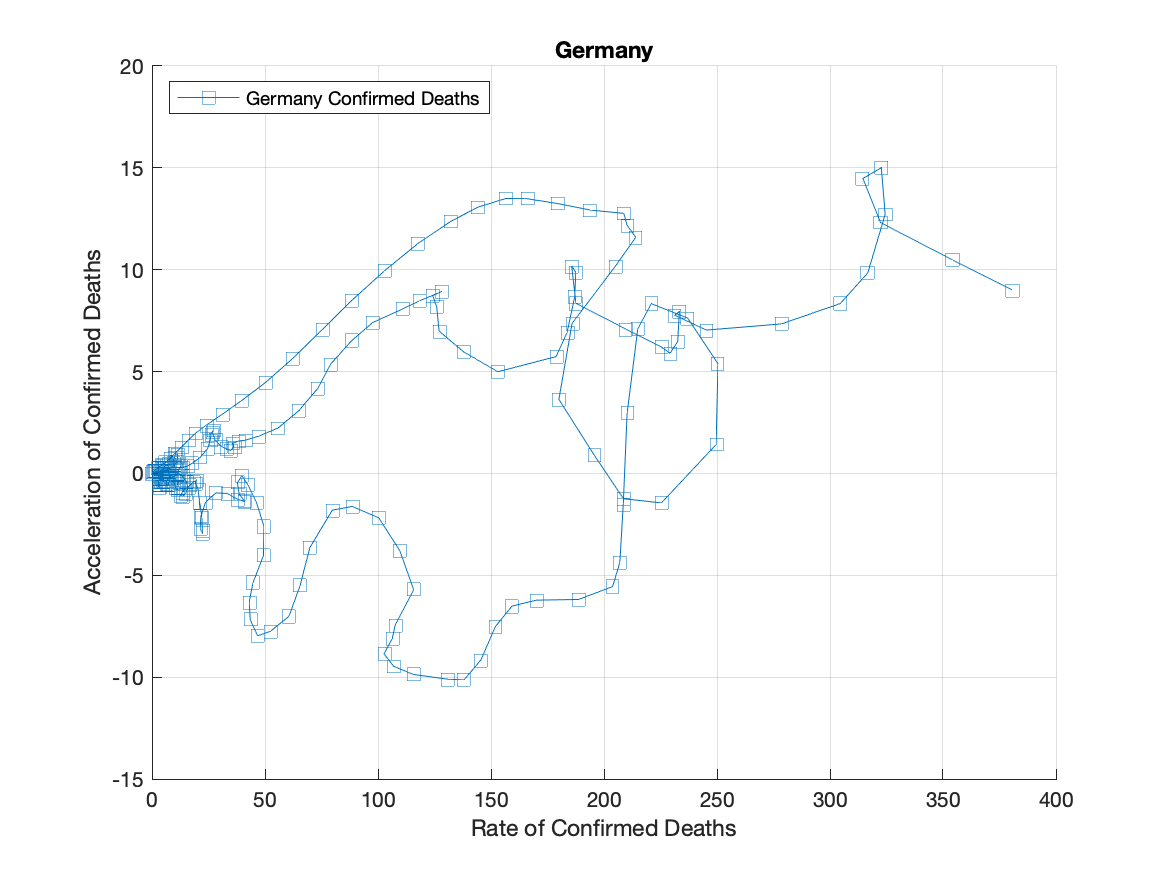 Germany
Germany Confirmed Deaths
20
15
10
5
0
-5
-10
-15
Acceleration of Confirmed Deaths
0 50 100 150 200 250 300 350 400
Rate of Confirmed Deaths